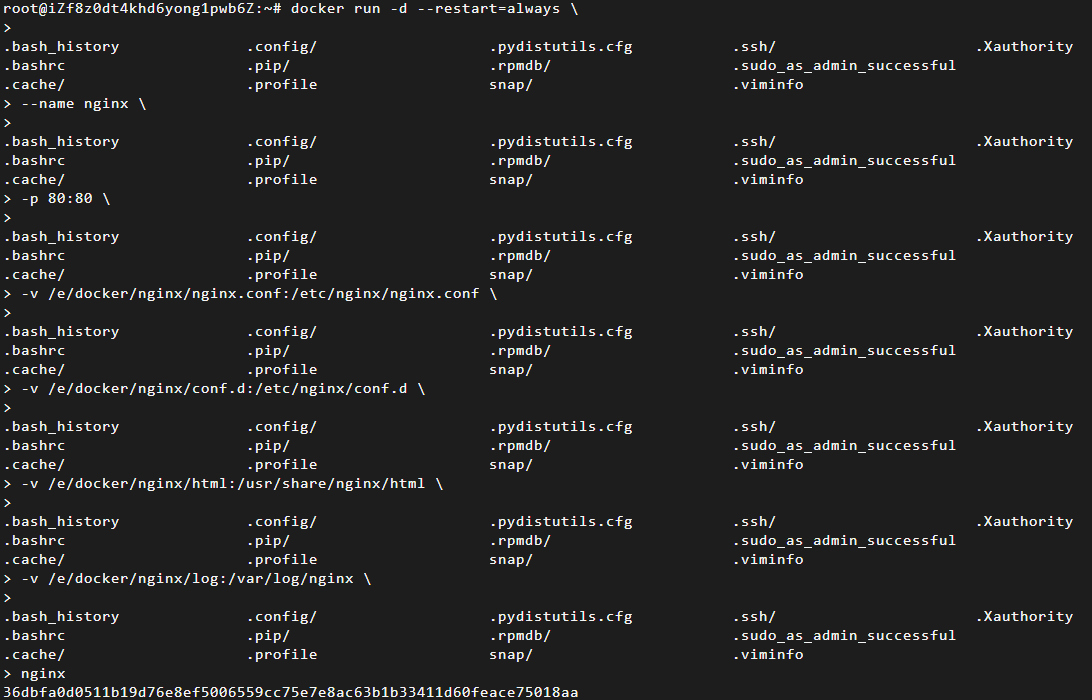 root@iZf8z0dt4khd6yong1pwb6Z:~# docker run -d --restart=always \
>
.bash_history .config/ .pydistutils.cfg .ssh/ .Xauthority
.bashrc .pip/ .rpmdb/ .sudo_as_admin_successful
.cache/ .profile snap/ .viminfo
> --name nginx \
>
.bash_history .config/ .pydistutils.cfg .ssh/ .Xauthority
.bashrc .pip/ .rpmdb/ .sudo_as_admin_successful
.cache/ .profile snap/ .viminfo
> -p 80:80 \
>
.bash_history .config/ .pydistutils.cfg .ssh/ .Xauthority
.bashrc .pip/ .rpmdb/ .sudo_as_admin_successful
.cache/ .profile snap/ .viminfo
> -v /e/docker/nginx/nginx.conf:/etc/nginx/nginx.conf \
>
.bash_history .config/ .pydistutils.cfg .ssh/ .Xauthority
.bashrc .pip/ .rpmdb/ .sudo_as_admin_successful
.cache/ .profile snap/ .viminfo
> -v /e/docker/nginx/conf.d:/etc/nginx/conf.d \
>
.bash_history .config/ .pydistutils.cfg .ssh/ .Xauthority
.bashrc .pip/ .rpmdb/ .sudo_as_admin_successful
.cache/ .profile snap/ .viminfo
> -v /e/docker/nginx/html:/usr/share/nginx/html \
>
.bash_history .config/ .pydistutils.cfg .ssh/ .Xauthority
.bashrc .pip/ .rpmdb/ .sudo_as_admin_successful
.cache/ .profile snap/ .viminfo
> -v /e/docker/nginx/log:/var/log/nginx \
>
.bash_history .config/ .pydistutils.cfg .ssh/ .Xauthority
.bashrc .pip/ .rpmdb/ .sudo_as_admin_successful
.cache/ .profile snap/ .viminfo
> nginx
36dbfa0d0511b19d76e8ef5006559cc75e7e8ac63b1b33411d60feace75018aa